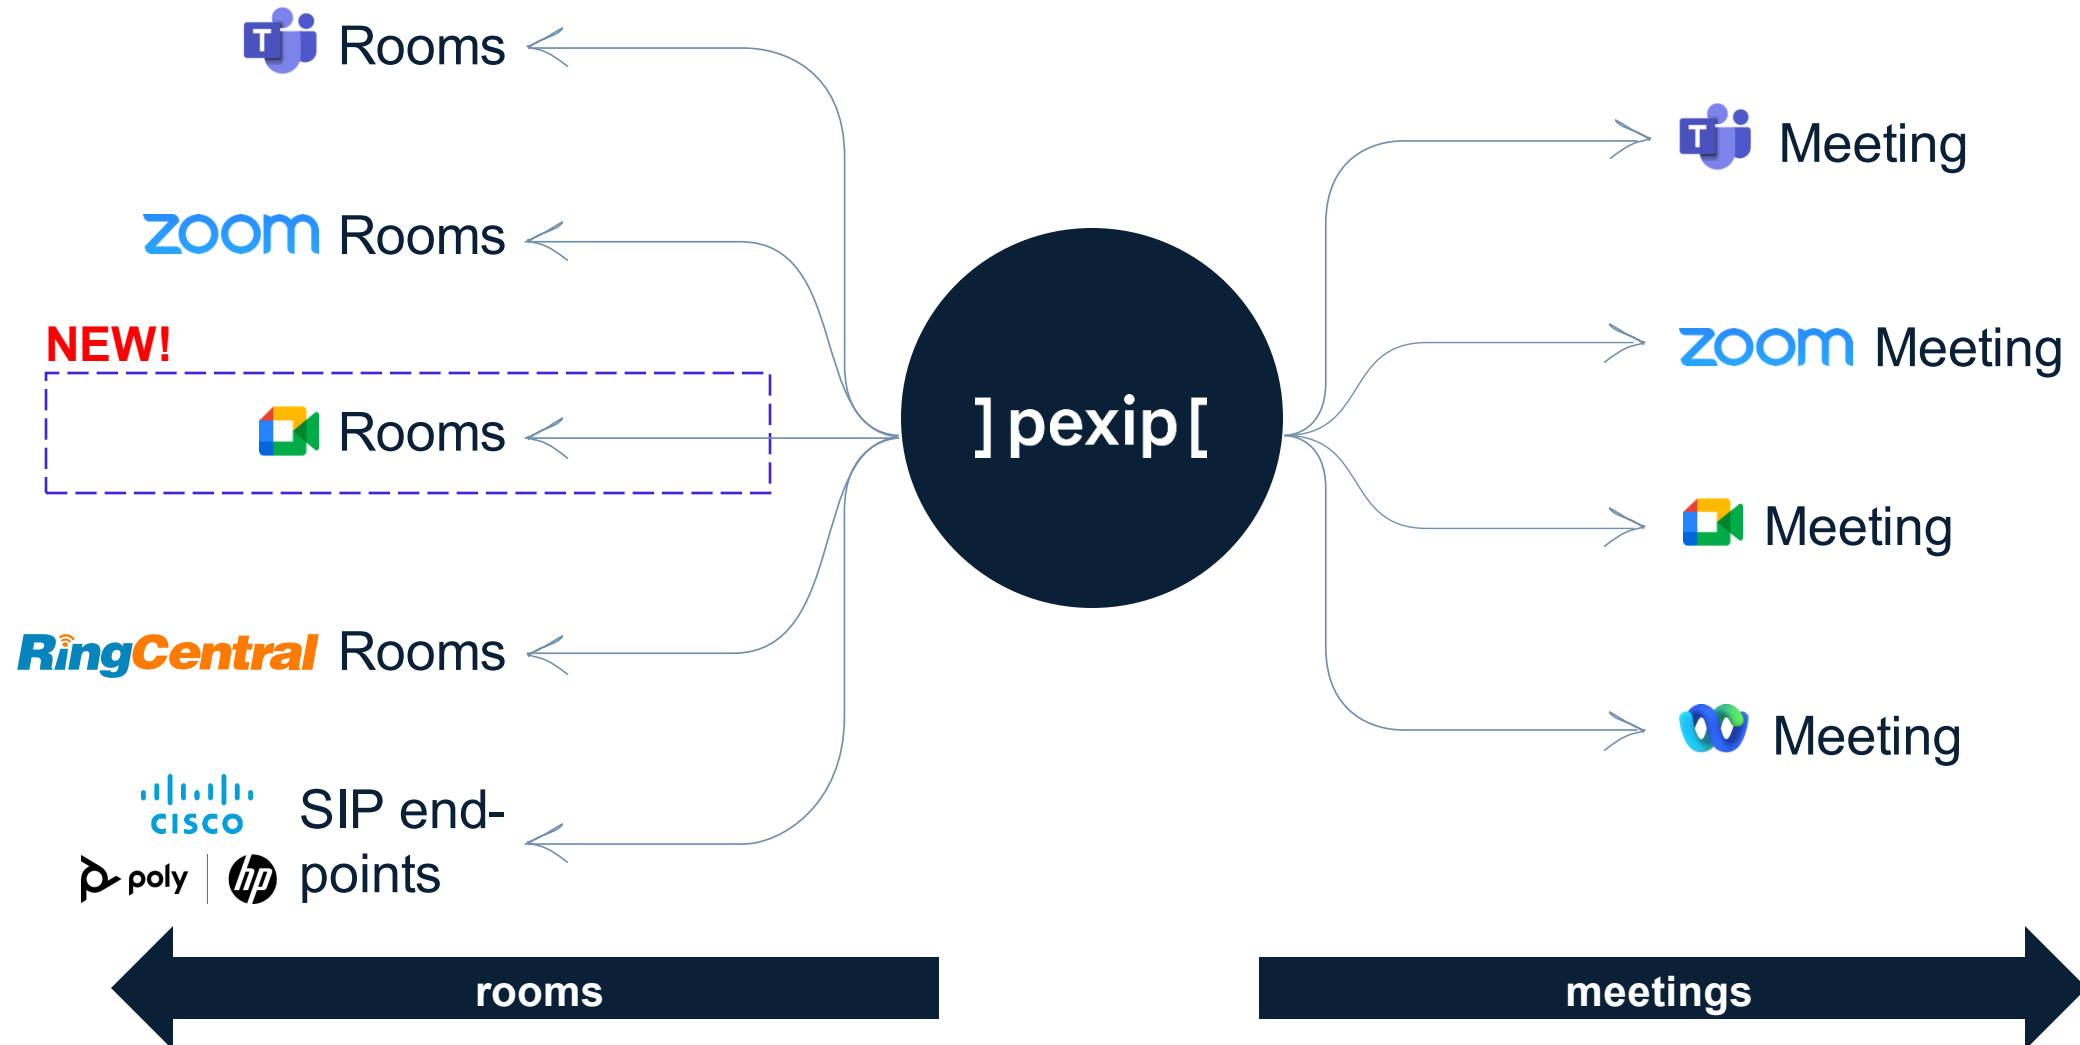 T Rooms
zoom Rooms
NEW!
Rooms
RingCentral Rooms
CISCO
poly hp
SIP end-
points
rooms
]pexip[
T Meeting
zoom Meeting
Meeting
Meeting
meetings